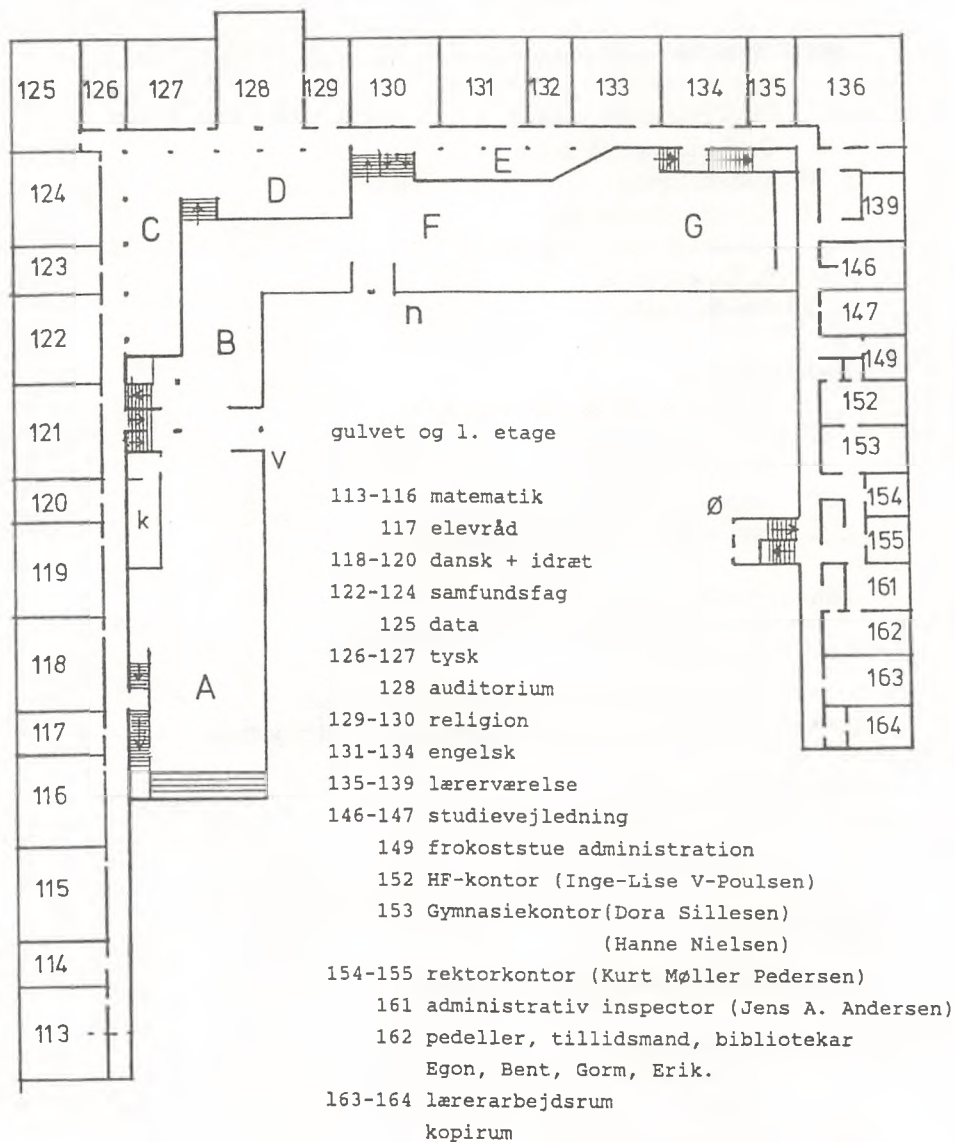 125 126 127 128 129 130 131 132 133 134 135 136
124
123
122
121
120
119
118
117
116
115
114
113
139
146
147
149
152
153
154
155
161
162
163
164
E
D
C
F
G
B
n
v
k
ø
A
gulvet og 1. etage
113-116 matematik
117 elevråd
118-120 dansk + idræt
122-124 samfundsfag
125 data
126-127 tysk
128 auditorium
129-130 religion
131-134 engelsk
135-139 lærerværelse
146-147 studievejledning
149 frokoststue administration
152 HF-kontor (Inge-Lise V-Poulsen)
153 Gymnasiekontor(Dora Sillesen)
(Hanne Nielsen)
154-155 rektorkontor (Kurt Møller Pedersen)
161 administrativ inspector (Jens A. Andersen)
162 pedeller, tillidsmand, bibliotekar
Egon, Bent, Gorm, Erik.
163-164 lærerarbejdsrum
kopirum